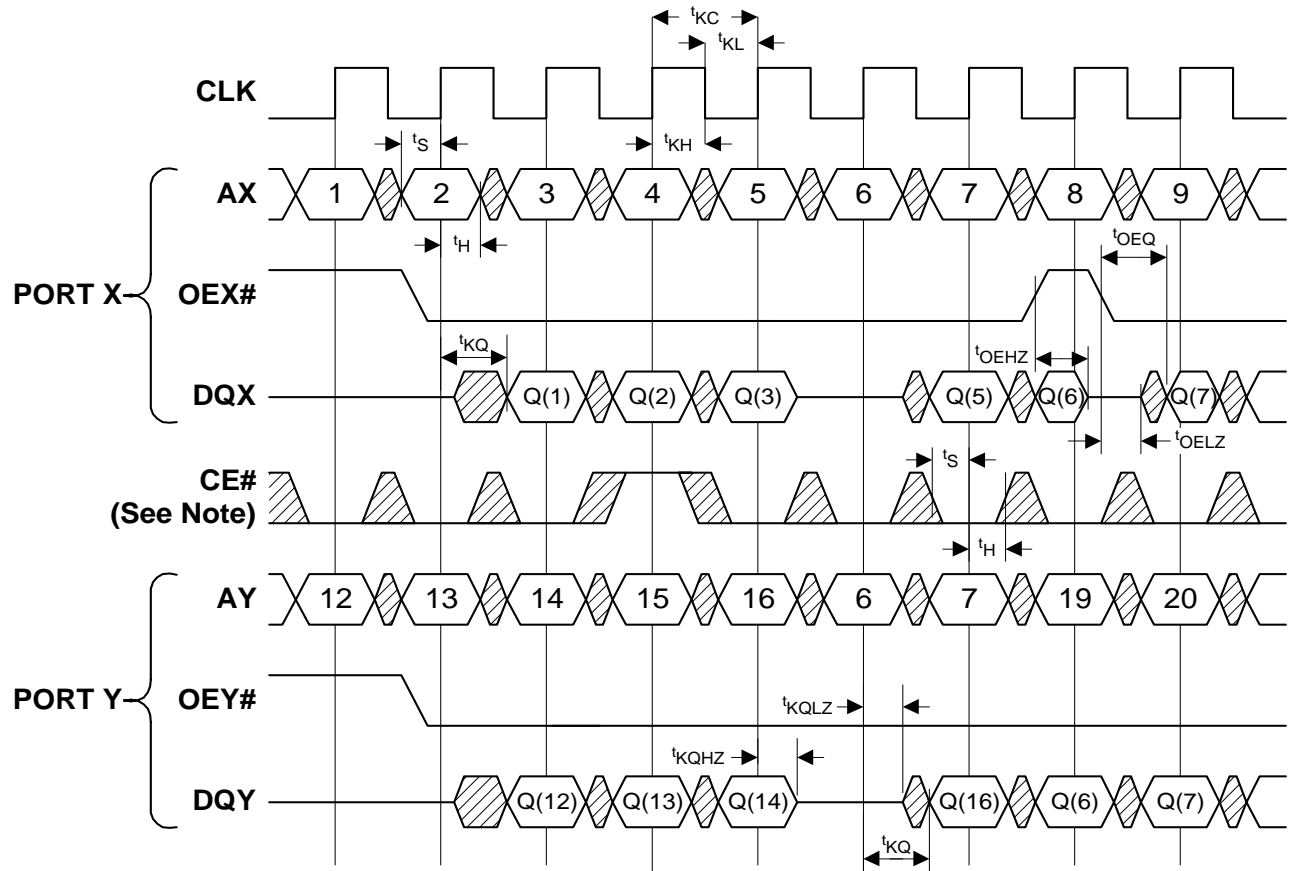 tKC
tKL
CLK
tS
tKH
AX 1 2 3 4 5 6 7 8 9
tH
tOEQ
PORT X OEX#
tKQ
tOEHZ
DQX Q(1) Q(2) Q(3) Q(5) Q(6) Q(7)
tOELZ
tS
CE#
(See Note)
tH
AY 12 13 14 15 16 6 7 19 20
PORT Y OEY#
tKQLZ
tKQHZ
DQY Q(12) Q(13) Q(14) Q(16) Q(6) Q(7)
tKQ